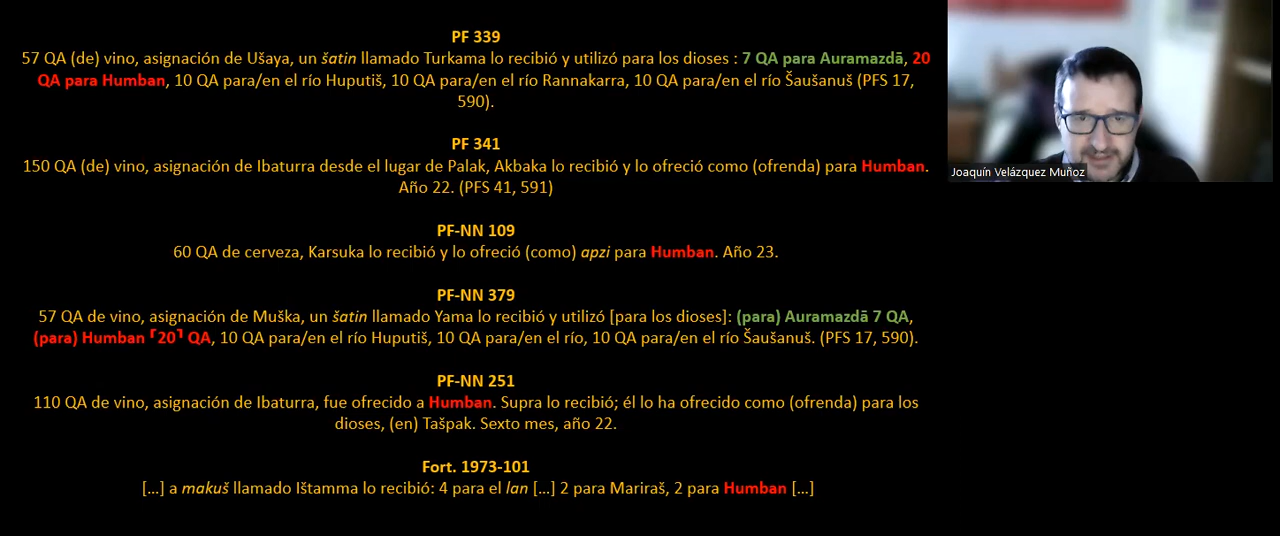 PF 339
57 QA (de) vino, asignación de Ušaya, un šatin llamado Turkama lo recibió y utilizó para los dioses : 7 QA para Auramazdā, 20
QA para Humban, 10 QA para/en el río Huputiš, 10 QA para/en el río Rannakarra, 10 QA para/en el río Šaušanuš (PFS 17,
590).
PF 341
150 QA (de) vino, asignación de Ibaturra desde el lugar de Palak, Akbaka lo recibió y lo ofreció como (ofrenda) para Humban.
Año 22. (PFS 41, 591)
PF-NN 109
60 QA de cerveza, Karsuka lo recibió y lo ofreció (como) apzi para Humban. Año 23.
PF-NN 379
57 QA de vino, asignación de Muška, un šatin llamado Yama lo recibió y utilizó [para los dioses]: (para) Auramazdā 7 QA,
(para) Humban ⸢20⸣ QA, 10 QA para/en el río Huputiš, 10 QA para/en el río, 10 QA para/en el río Šaušanuš. (PFS 17, 590).
PF-NN 251
110 QA de vino, asignación de Ibaturra, fue ofrecido a Humban. Supra lo recibió; él lo ha ofrecido como (ofrenda) para los
dioses, (en) Tašpak. Sexto mes, año 22.
Fort. 1973-101
[…] a makuš llamado Ištamma lo recibió: 4 para el lan […] 2 para Mariraš, 2 para Humban […]
Joaquín Velázquez Muñoz